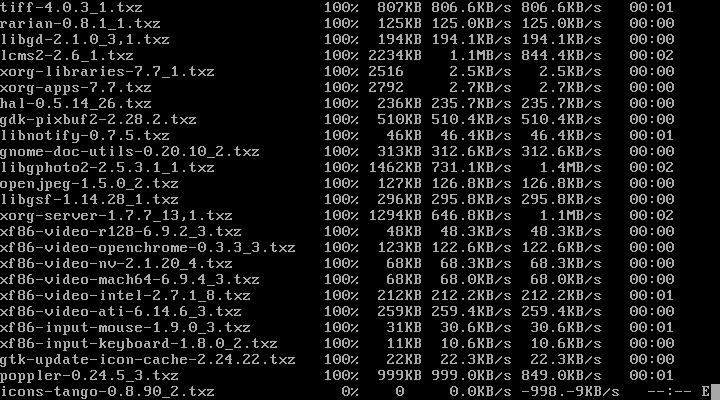 tiff-4.0.3_1.txz 100% 807KB 806.6KB/s 806.6KB/s 00:01
rarian-0.8.1_1.txz 100% 125KB 125.0KB/s 125.0KB/s 00:00
libgd-2.1.0_3,1.txz 100% 194KB 194.1KB/s 194.1KB/s 00:00
lcms2-2.6_1.txz 100% 2234KB 1.1MB/s 844.4KB/s 00:02
xorg-libraries-7.7_1.txz 100% 2516 2.5KB/s 2.5KB/s 00:00
xorg-apps-7.7.txz 100% 2792 2.7KB/s 2.7KB/s 00:00
hal-0.5.14_26.txz 100% 236KB 235.7KB/s 235.7KB/s 00:00
gdk-pixbuf2-2.28.2.txz 100% 510KB 510.4KB/s 510.4KB/s 00:00
libnotify-0.7.5.txz 100% 46KB 46.4KB/s 46.4KB/s 00:01
gnome-doc-utils-0.20.10_2.txz 100% 313KB 312.6KB/s 312.6KB/s 00:00
libgphoto2-2.5.3.1_1.txz 100% 1462KB 731.1KB/s 1.4MB/s 00:02
openjpeg-1.5.0_2.txz 100% 127KB 126.8KB/s 126.8KB/s 00:00
libgsf-1.14.28_1.txz 100% 296KB 295.8KB/s 295.8KB/s 00:00
xorg-server-1.7.7_13,1.txz 100% 1294KB 646.8KB/s 1.1MB/s 00:02
xf86-video-r128-6.9.2_3.txz 100% 48KB 48.3KB/s 48.3KB/s 00:00
xf86-video-openchrome-0.3.3_3.txz 100% 123KB 122.6KB/s 122.6KB/s 00:00
xf86-video-nv-2.1.20_4.txz 100% 68KB 68.3KB/s 68.3KB/s 00:00
xf86-video-mach64-6.9.4_3.txz 100% 68KB 68.0KB/s 68.0KB/s 00:00
xf86-video-intel-2.7.1_8.txz 100% 212KB 212.2KB/s 212.2KB/s 00:01
xf86-video-ati-6.14.6_3.txz 100% 259KB 259.4KB/s 259.4KB/s 00:00
xf86-input-mouse-1.9.0_3.txz 100% 31KB 30.6KB/s 30.6KB/s 00:01
xf86-input-keyboard-1.8.0_2.txz 100% 11KB 10.6KB/s 10.6KB/s 00:00
gtk-update-icon-cache-2.24.22.txz 100% 22KB 22.3KB/s 22.3KB/s 00:00
poppler-0.24.5_3.txz 100% 999KB 999.0KB/s 849.0KB/s 00:01
icons-tango-0.8.90_2.txz 0% 0 0.0KB/s -998.-9KB/s --:-- E